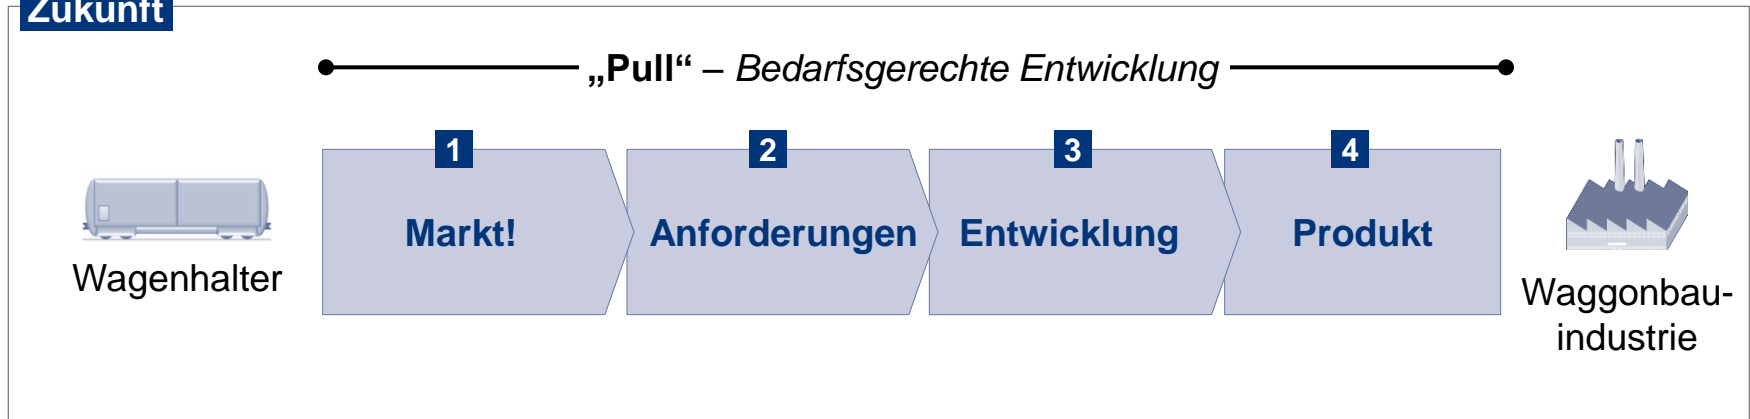 Zukunft
„Pull“ – Bedarfsgerechte Entwicklung
1
2
3
4
Markt!
Anforderungen
Entwicklung
Produkt
Wagenhalter
Waggonbau-
industrie